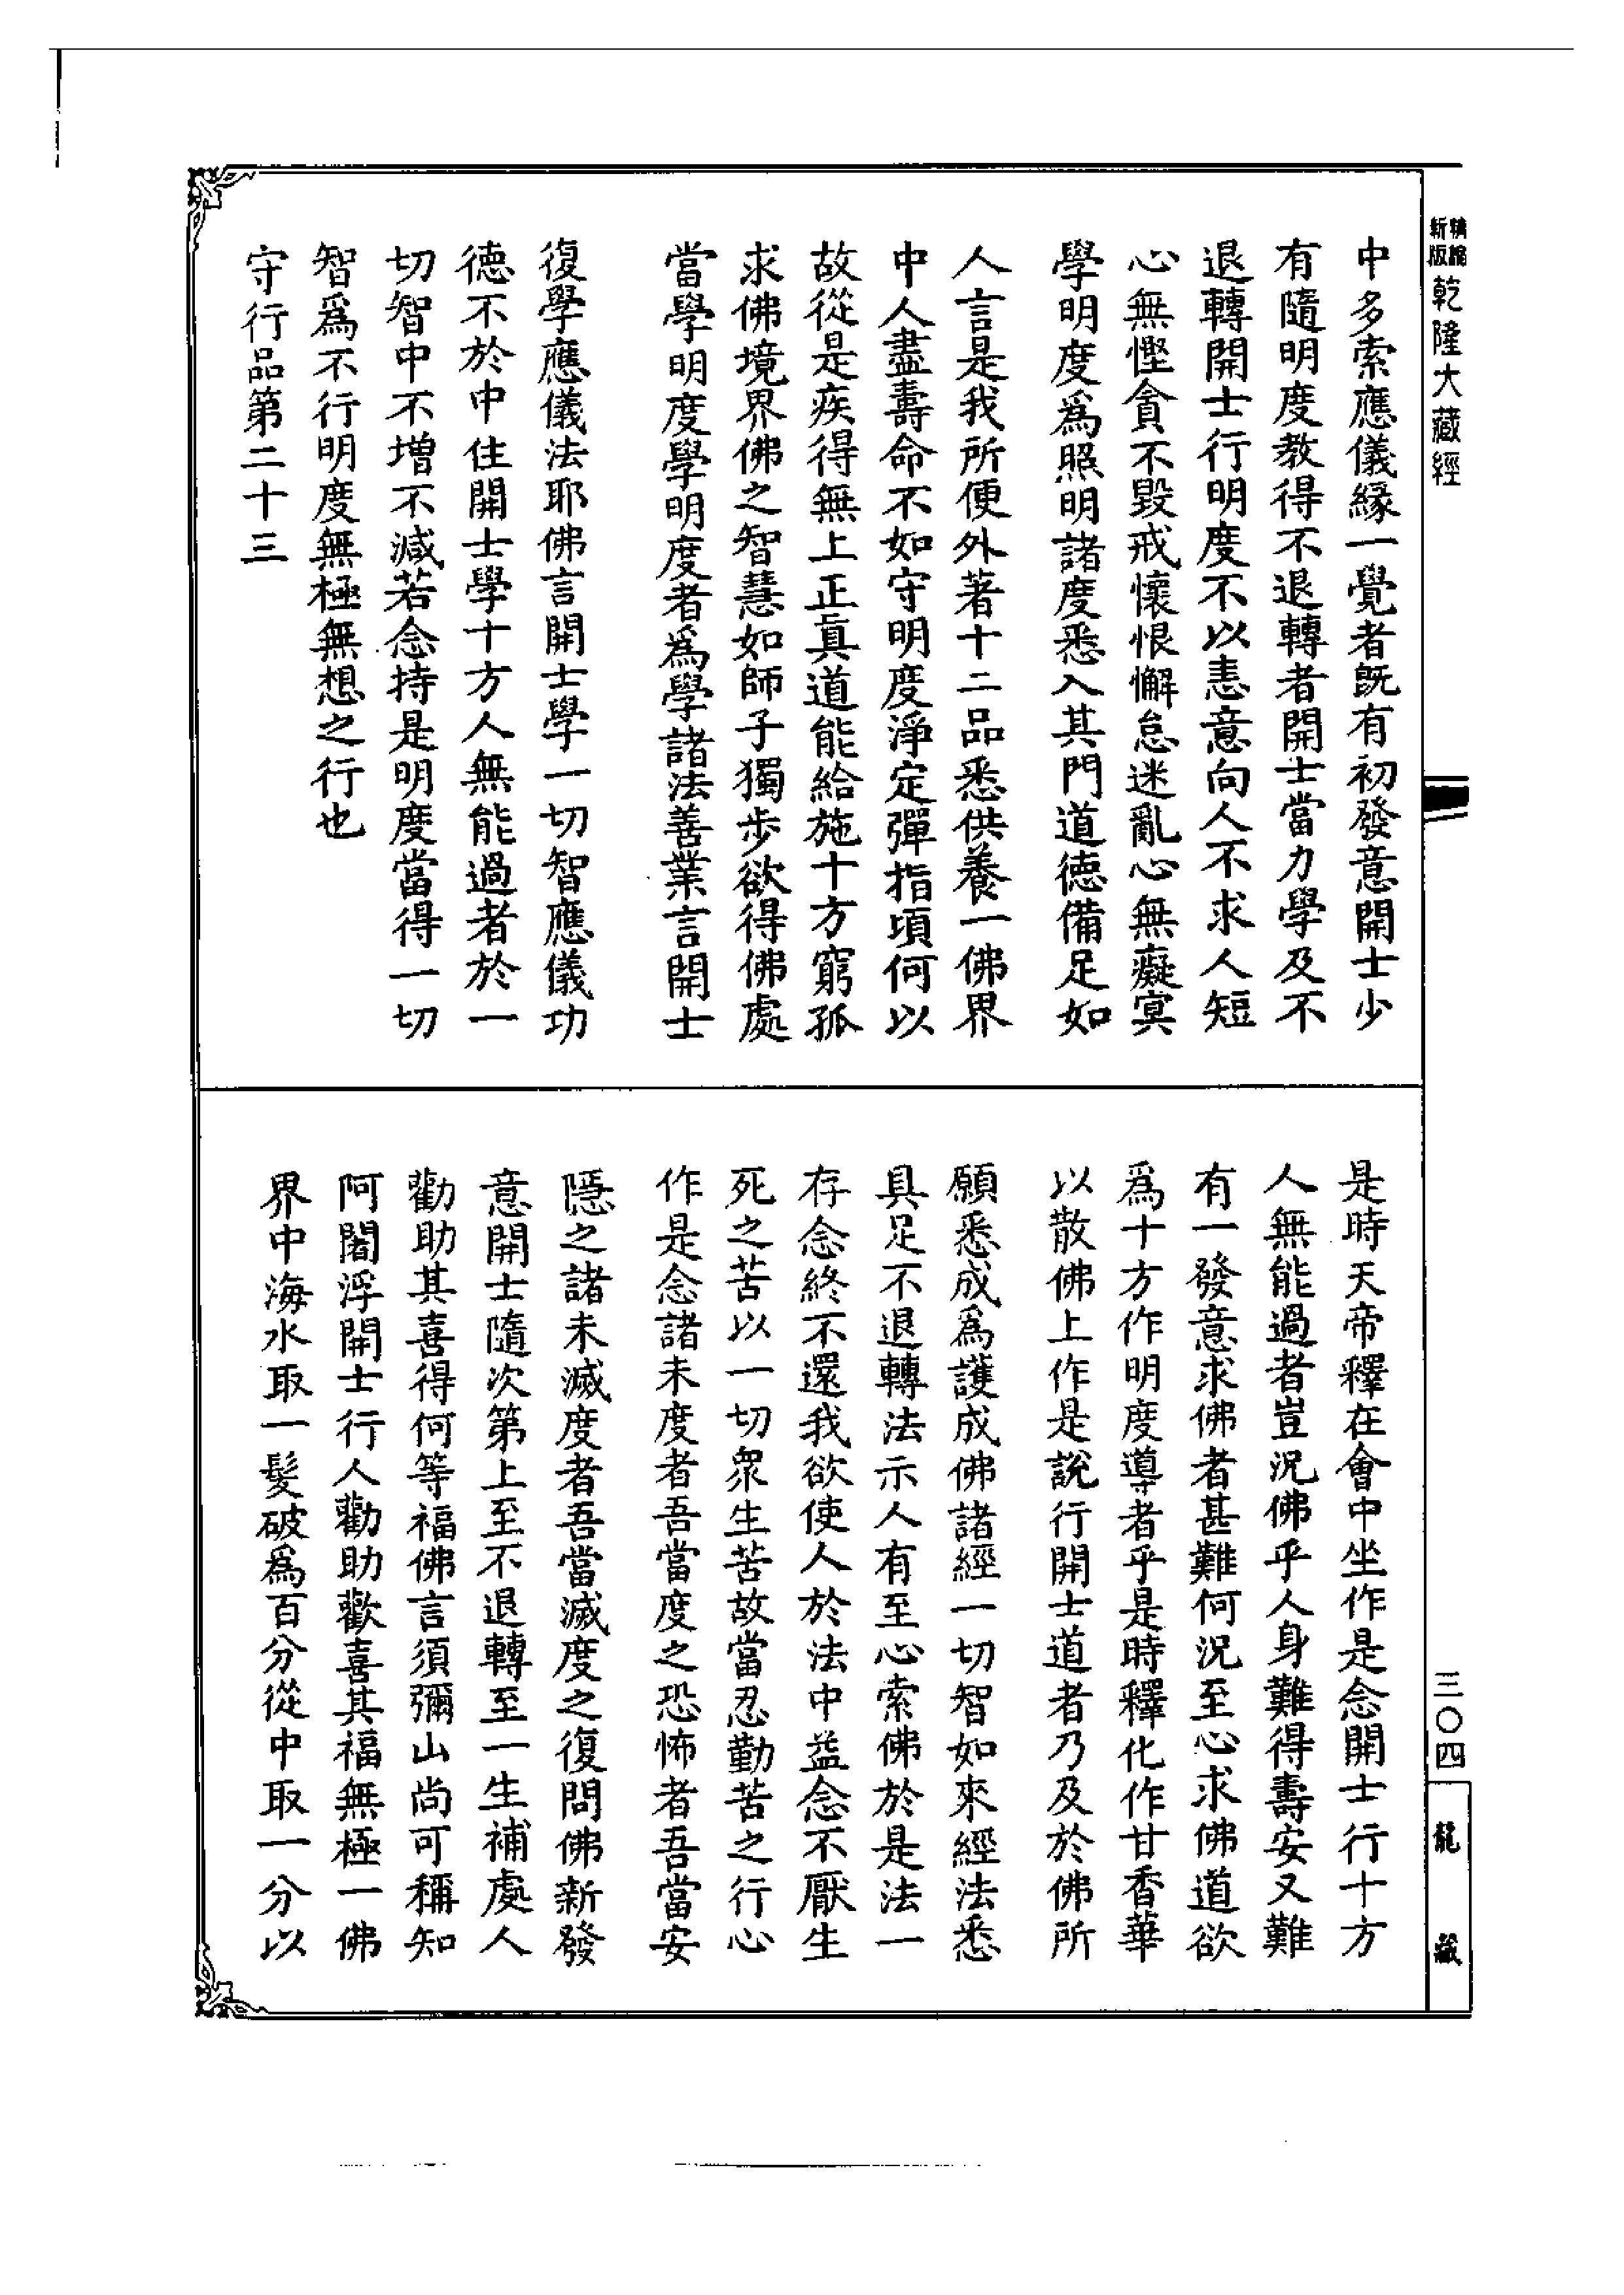 精縮
新版
乾隆大藏經
三〇四
龍藏
中多索應儀緣一覺者旣有初發意開士少
有隨明度教得不退轉者開士當力學及不
退轉開士行明度不以恚意向人不求人短
心無慳貪不毀戒懷恨懈怠迷亂心無癡冥
學明度爲照明諸度悉入其門道德備足如
人言是我所便外著十二品悉供養一佛界
中人盡壽命不如守明度淨定彈指頃何以
故從是疾得無上正眞道能給施十方窮孤
求佛境界佛之智慧如師子獨步欲得佛處
當學明度學明度者爲學諸法善業言開士
復學應儀法耶佛言開士學一切智應儀功
德不於中住開士學十方人無能過者於一
切智中不增不減若念持是明度當得一切
智爲不行明度無極無想之行也
守行品第二十三
是時天帝釋在會中坐作是念開士行十方
人無能過者豈況佛乎人身難得壽安又難
有一發意求佛者甚難何況至心求佛道欲
爲十方作明度導者乎是時釋化作甘香華
以散佛上作是說行開士道者乃及於佛所
願悉成爲護成佛諸經一切智如來經法悉
具足不退轉法示人有至心索佛於是法一
存念終不還我欲使人於法中益念不厭生
死之苦以一切眾生苦故當忍勤苦之行心
作是念諸未度者吾當度之恐怖者吾當安
隱之諸未滅度者吾當滅度之復問佛新發
意開士隨次第上至不退轉至一生補處人
勸助其喜得何等福佛言須彌山尚可稱知
阿闍浮開士行人勸助歡喜其福無極一佛
界中海水取一髮破爲百分從中取一分以